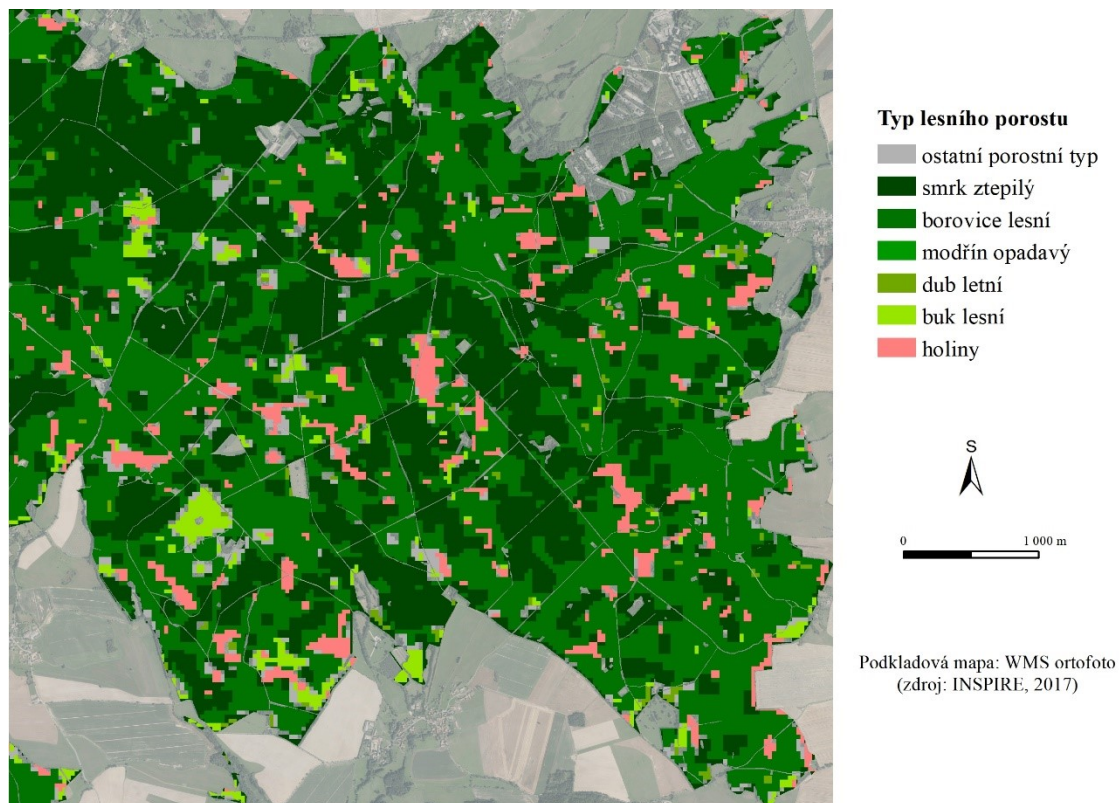 Typ lesního porostu
ostatní porostní typ
smrk ztepilý
borovice lesní
modřín opadavý
dub letní
buk lesní
holiny
S
0
1 000 m
Podkladová mapa: WMS ortofoto
(zdroj: INSPIRE, 2017)